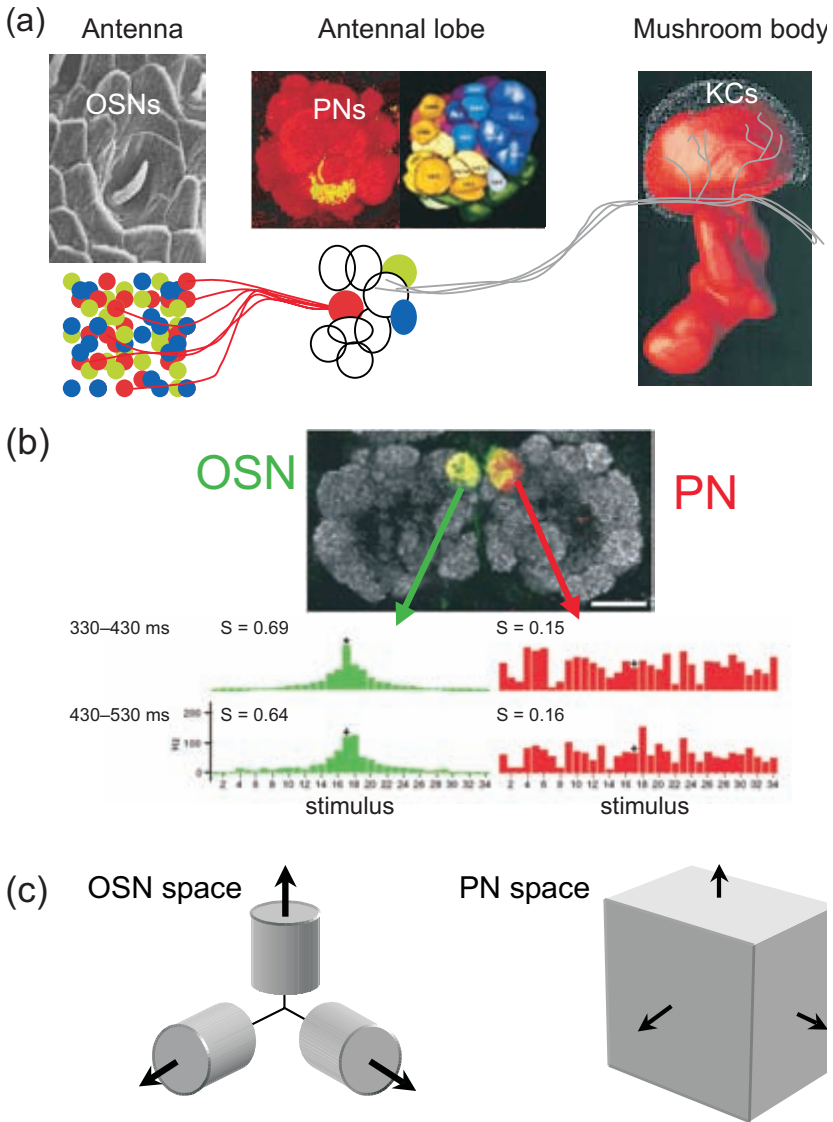 (a)
Antenna
Antennal lobe
Mushroom body
OSNs
PNs
KCs
(b)
OSN
PN
330–430 ms
S = 0.69
S = 0.15
430–530 ms
S = 0.64
S = 0.16
200
100
0
Hz
2 4 6 8 10 12 14 16 18 20 22 24 26 28 30 32 34
2 4 6 8 10 12 14 16 18 20 22 24 26 28 30 32 34
stimulus
stimulus
(c)
OSN space
PN space